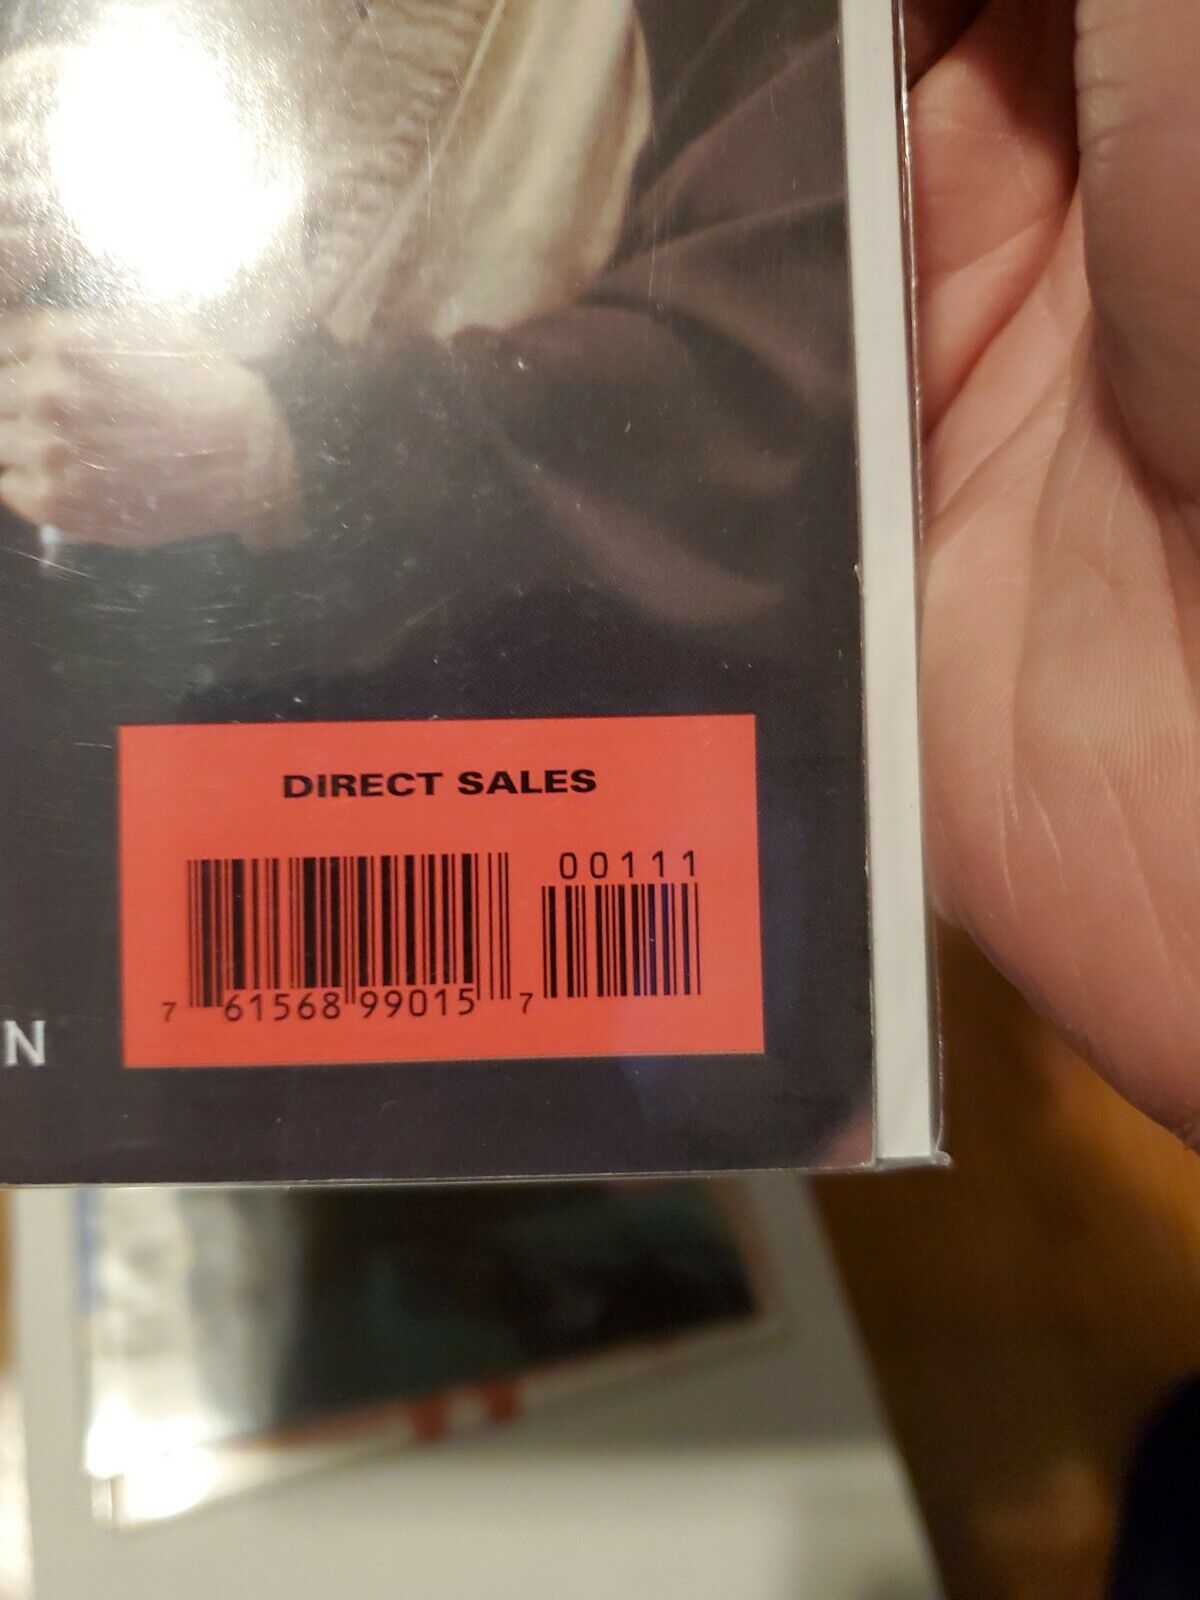 DIRECT SALES
00111
7 61568 99015 7
N